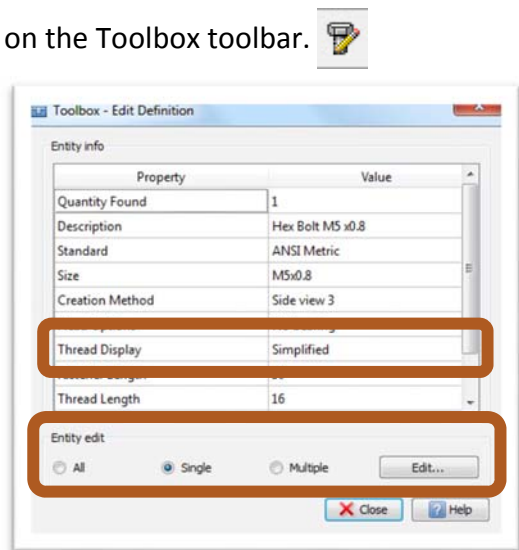 on the Toolbox toolbar.
Toolbox - Edit Definition
Entity info
Property Value
Quantity Found 1
Description Hex Bolt M5 x0.8
Standard ANSI Metric
Size M5x0.8
Creation Method Side view 3
Thread Display Simplified
Thread Length 16
Entity edit
All Single Multiple Edit...
Close Help